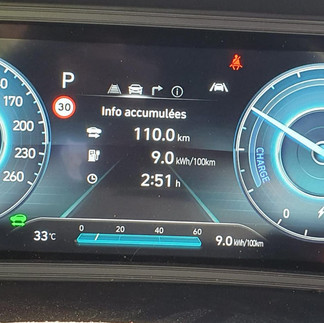 P
30
Info accumulées
110.0 km
9.0 kWh/100km
2:51 h
170
200
230
260
CHARGE
0
33°C
0 20 40 60
9.0 kWh/100km